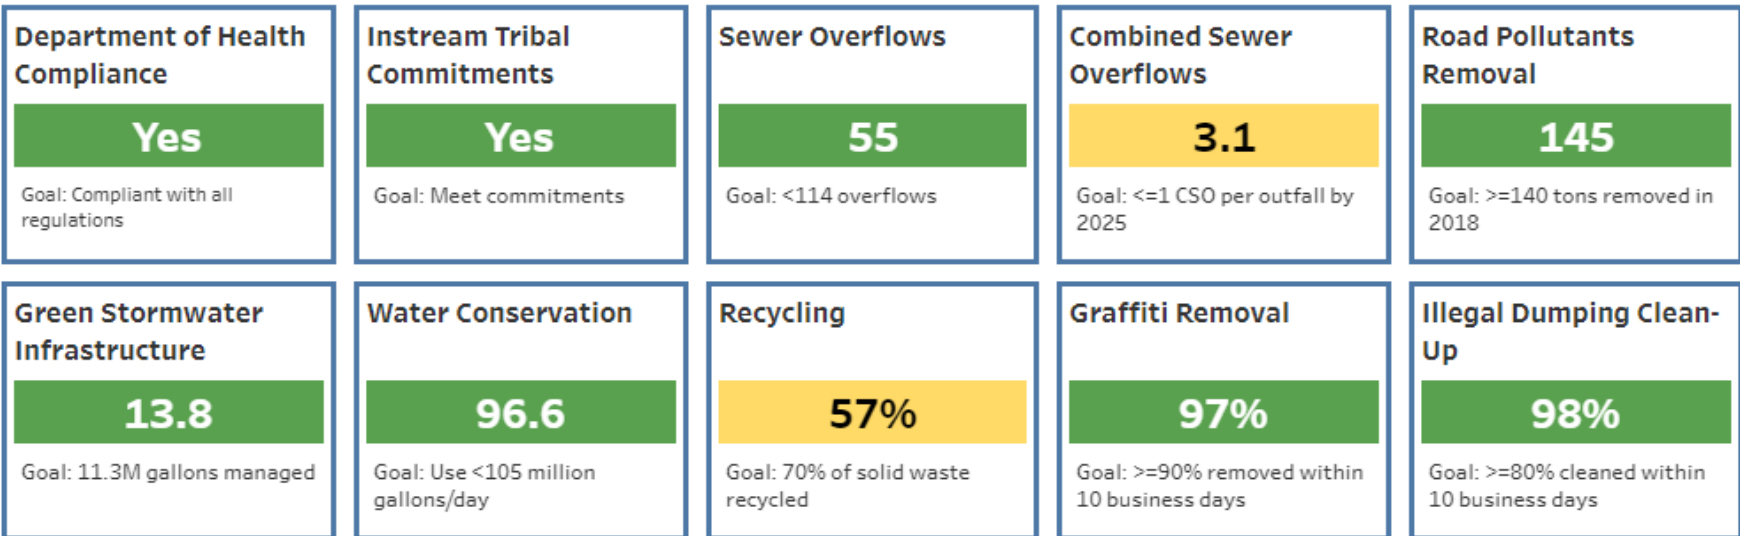 Department of Health
Compliance
Yes
Goal: Compliant with all
regulations
Instream Tribal
Commitments
Yes
Goal: Meet commitments
Sewer Overflows
55
Goal: <114 overflows
Combined Sewer
Overflows
3.1
Goal: <=1 CSO per outfall by
2025
Road Pollutants
Removal
145
Goal: >=140 tons removed in
2018
Green Stormwater
Infrastructure
13.8
Goal: 11.3M gallons managed
Water Conservation
96.6
Goal: Use <105 million
gallons/day
Recycling
57%
Goal: 70% of solid waste
recycled
Graffiti Removal
97%
Goal: >=90% removed within
10 business days
Illegal Dumping Clean-
Up
98%
Goal: >=80% cleaned within
10 business days